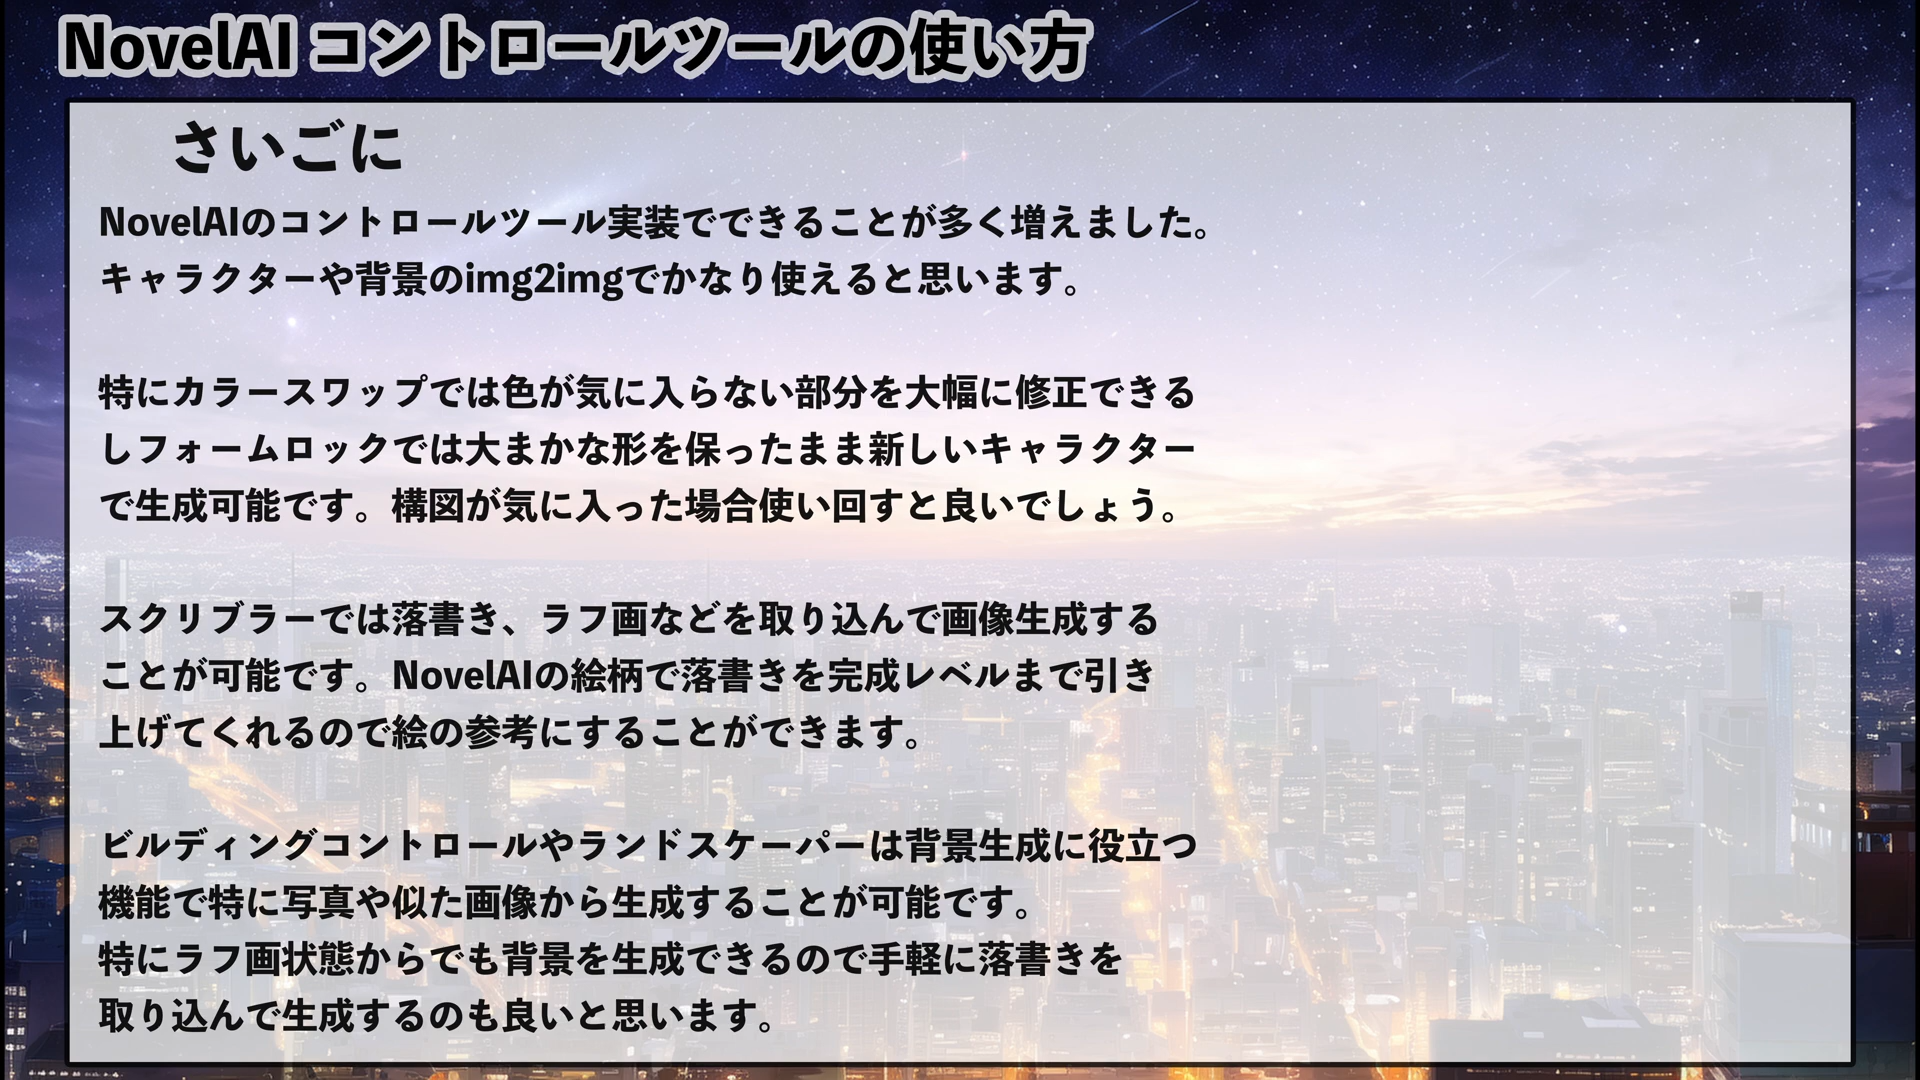 NovelAI コントロールツールの使い方
さいごに
NovelAIのコントロールツール実装でできることが多く増えました。
キャラクターや背景のimg2imgでかなり使えると思います。
特にカラースワップでは色が気に入らない部分を大幅に修正できる
しフォームロックでは大まかな形を保ったまま新しいキャラクター
で生成可能です。構図が気に入った場合使い回すと良いでしょう。
スクリブラーでは落書き、ラフ画などを取り込んで画像生成する
ことが可能です。NovelAIの絵柄で落書きを完成レベルまで引き
上げてくれるので絵の参考にすることができます。
ビルディングコントロールやランドスケーパーは背景生成に役立つ
機能で特に写真や似た画像から生成することが可能です。
特にラフ画状態からでも背景を生成できるので手軽に落書きを
取り込んで生成するのも良いと思います。